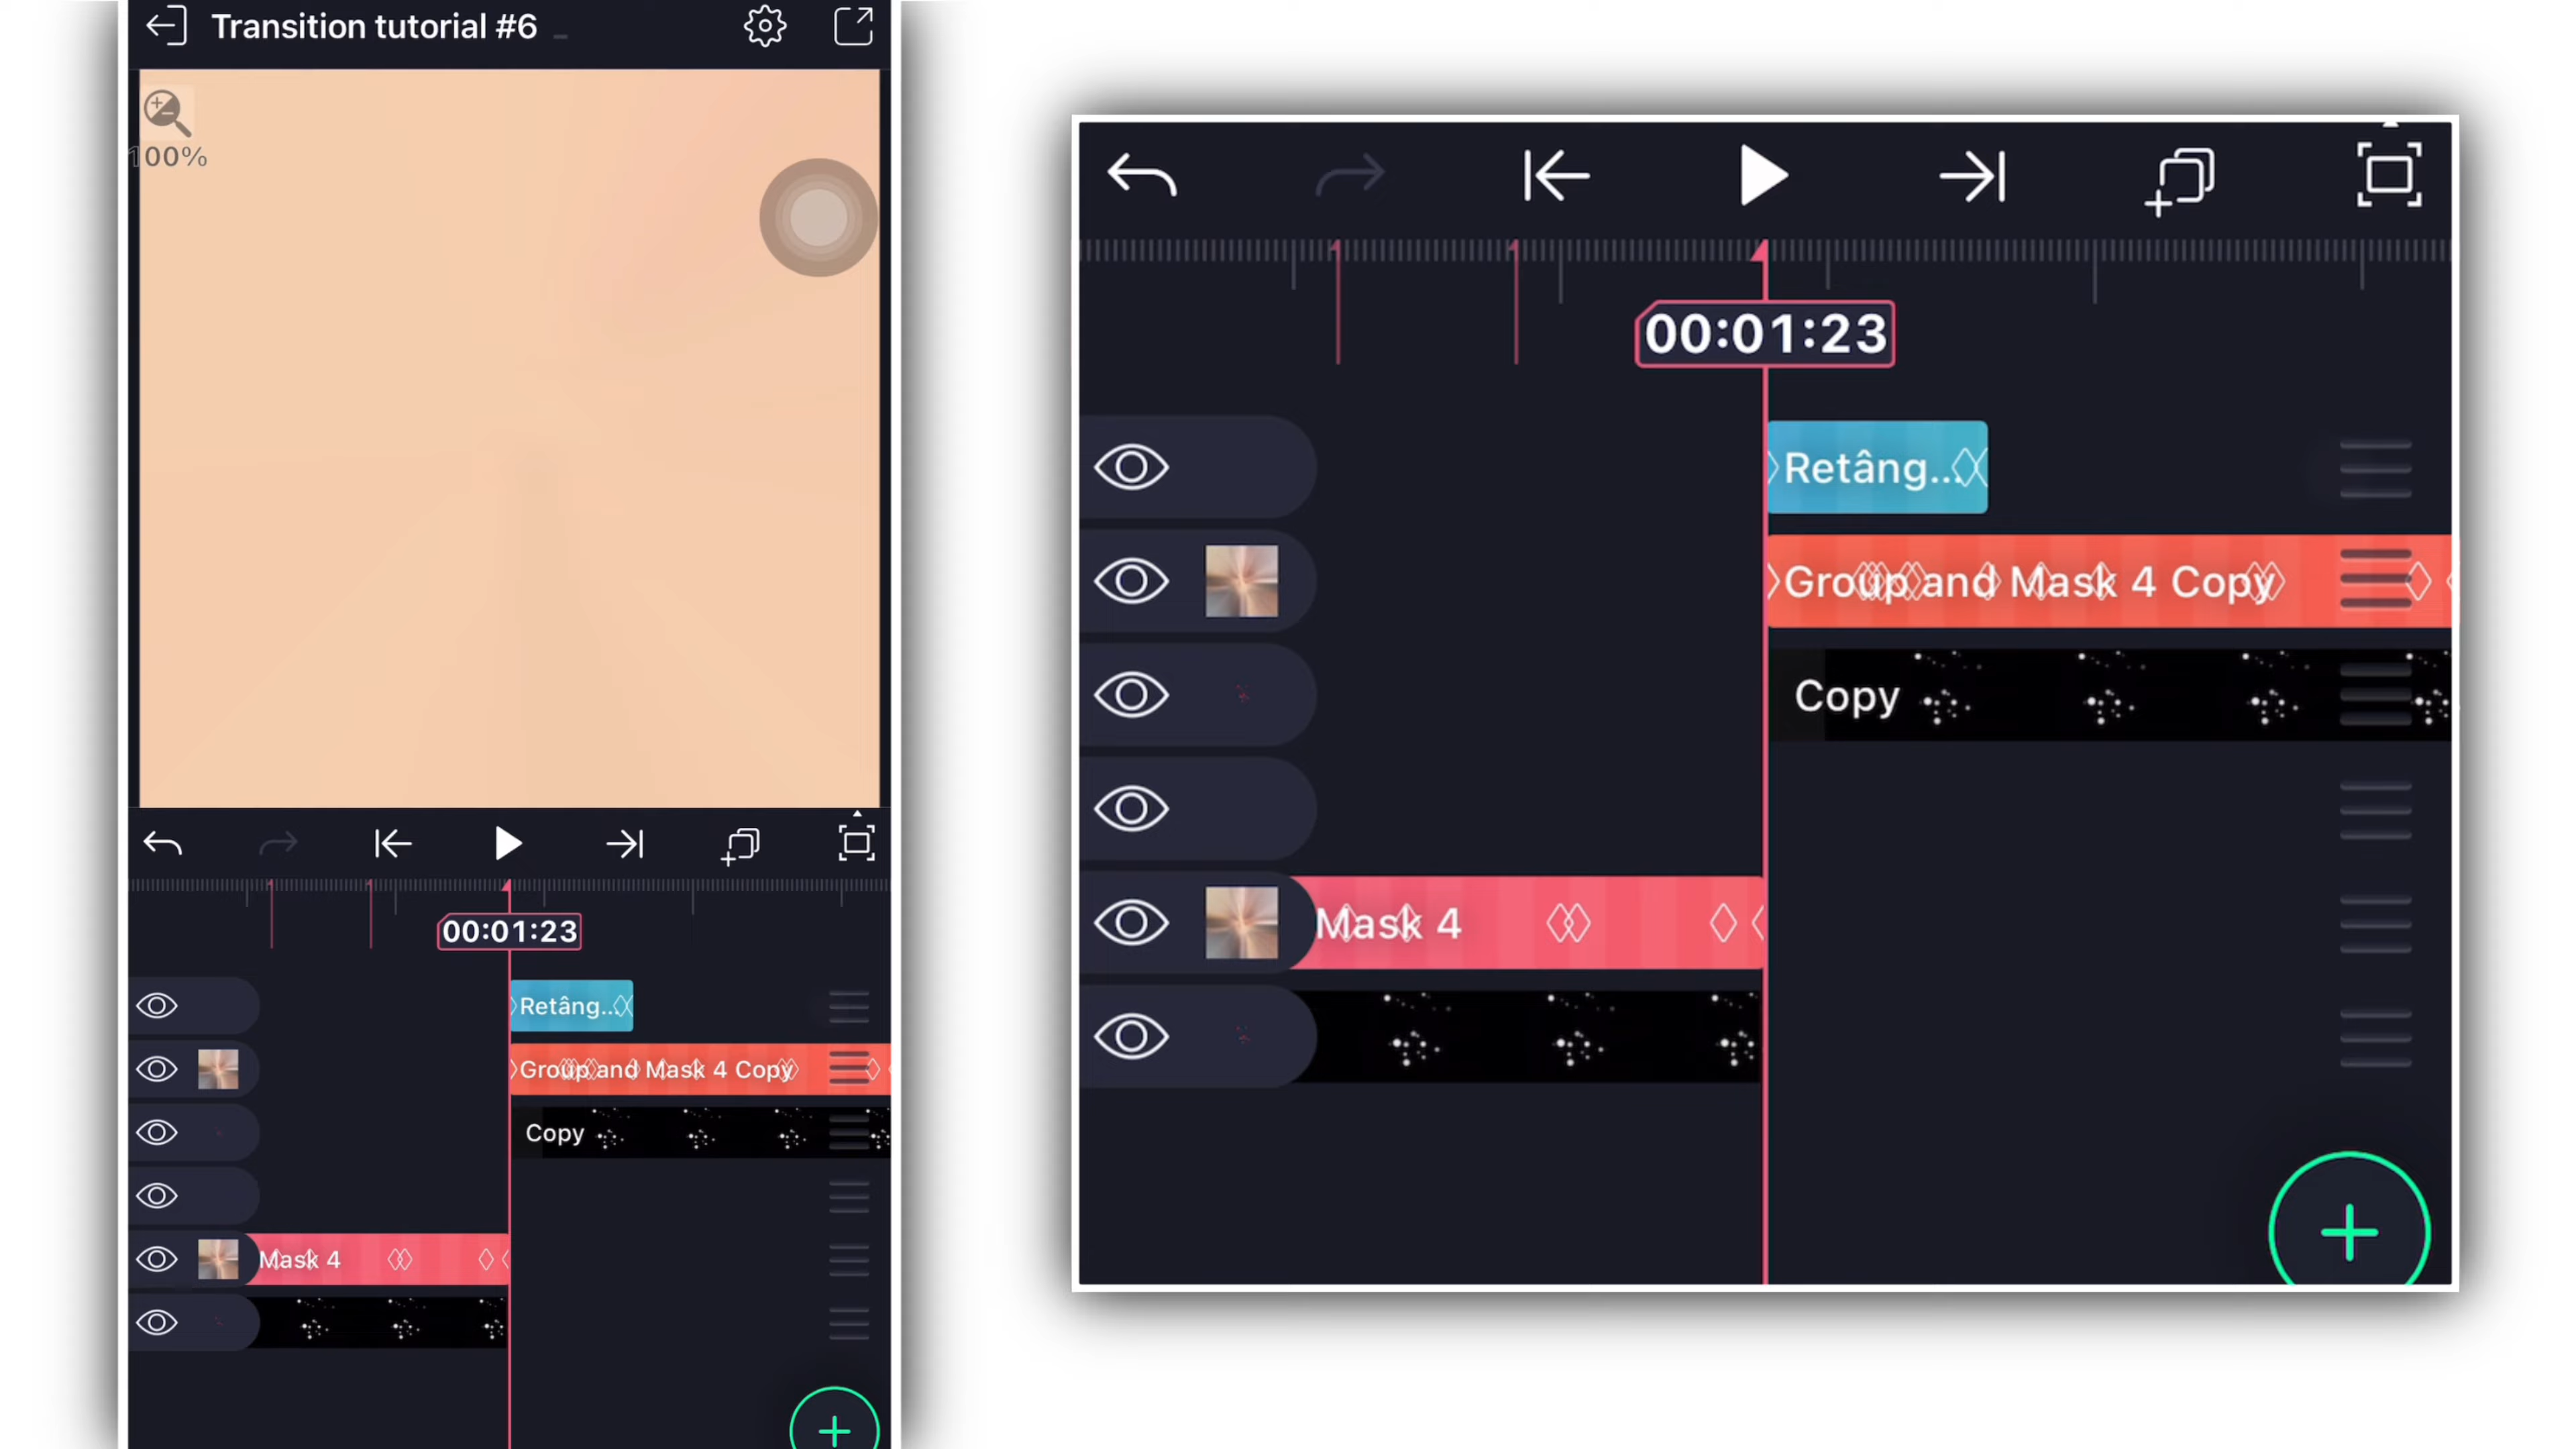 Transition tutorial #6
100%
00:01:23
Retâng...
Group and Mask 4 Copy
Copy
Mask 4
00:01:23
Retâng...
Group and Mask 4 Copy
Copy
Mask 4